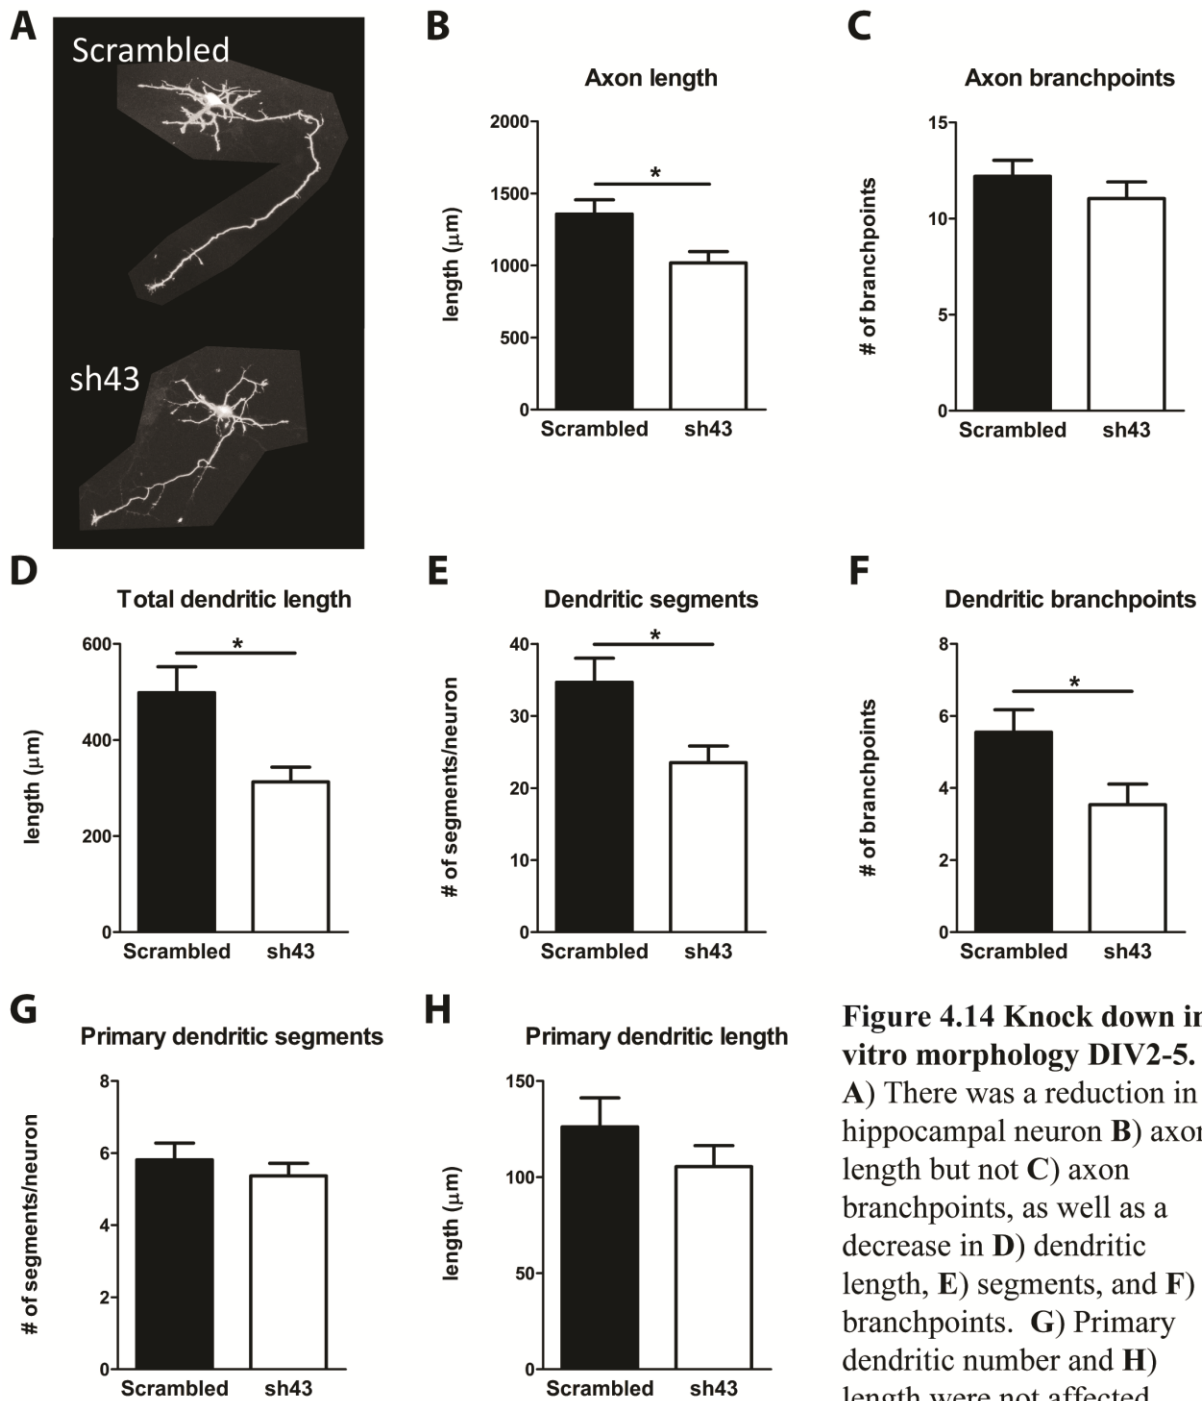 A
Scrambled
sh43
B
Axon length
length (µm)
2000
1500
1000
500
0
*
Scrambled
sh43
C
Axon branchpoints
# of branchpoints
15
10
5
0
Scrambled
sh43
D
Total dendritic length
length (µm)
600
400
200
0
*
Scrambled
sh43
E
Dendritic segments
# of segments/neuron
40
30
20
10
0
*
Scrambled
sh43
F
Dendritic branchpoints
# of branchpoints
8
6
4
2
0
*
Scrambled
sh43
G
Primary dendritic segments
# of segments/neuron
8
6
4
2
0
Scrambled
sh43
H
Primary dendritic length
length (µm)
150
100
50
0
Scrambled
sh43
Figure 4.14 Knock down in
vitro morphology DIV2-5.
A) There was a reduction in
hippocampal neuron B) axon
length but not C) axon
branchpoints, as well as a
decrease in D) dendritic
length, E) segments, and F)
branchpoints. G) Primary
dendritic number and H)
length were not affected